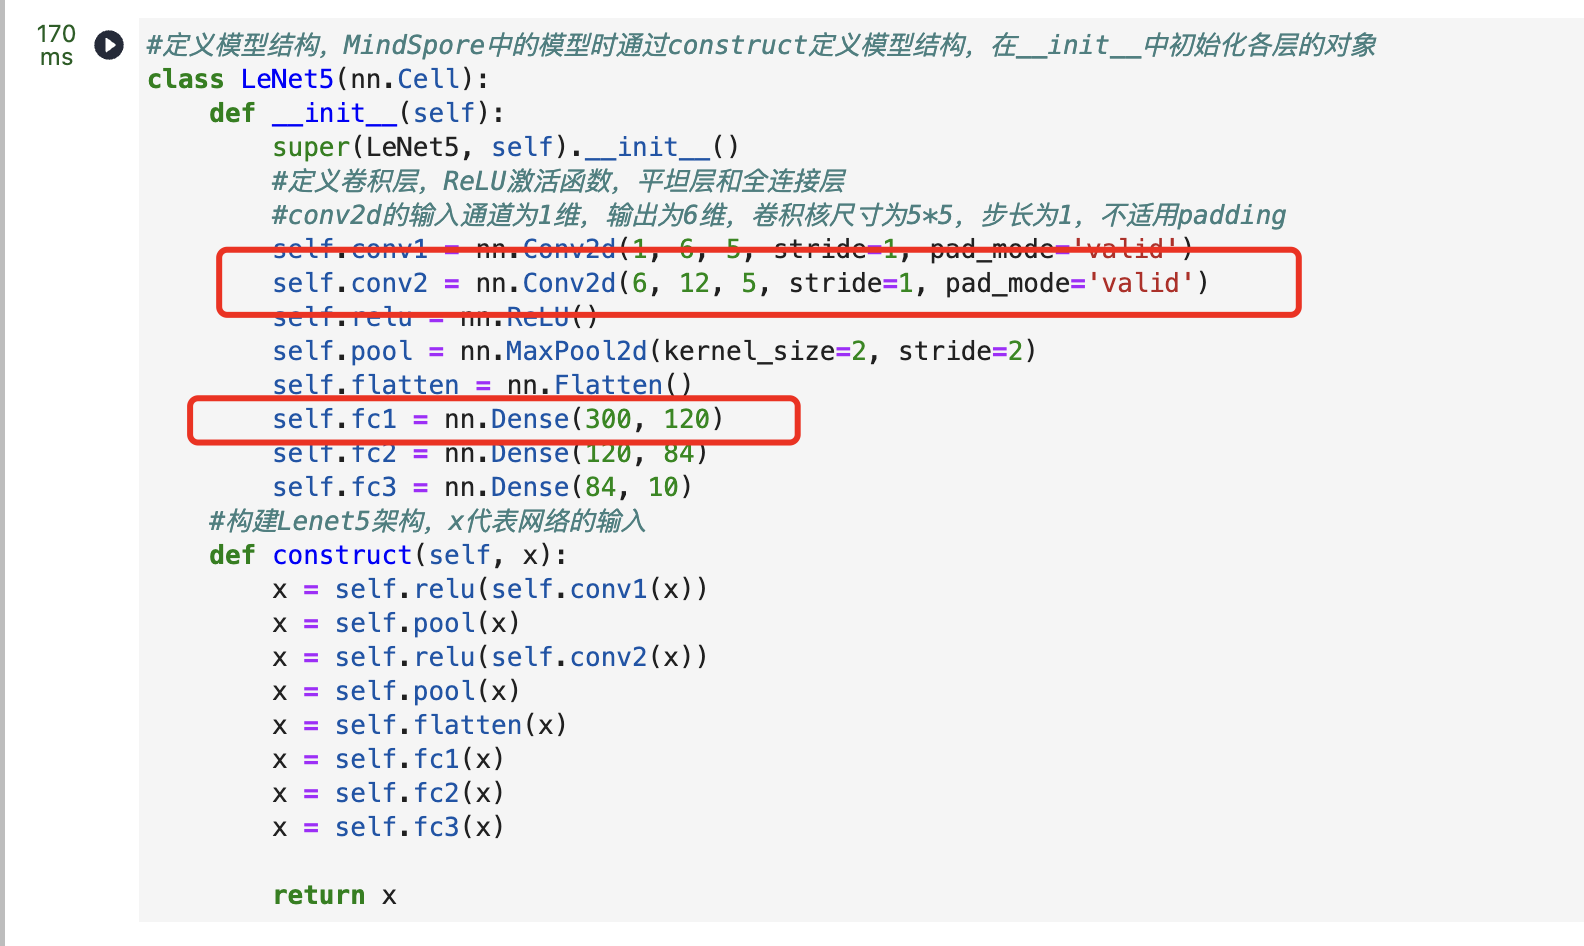 170
ms
#定义模型结构，MindSpore中的模型时通过construct定义模型结构，在__init__中初始化各层的对象
class LeNet5(nn.Cell):
    def __init__(self):
        super(LeNet5, self).__init__()
        #定义卷积层，ReLU激活函数，平坦层和全连接层
        #conv2d的输入通道为1维，输出为6维，卷积核尺寸为5*5，步长为1，不适用padding
        self.conv1 = nn.Conv2d(1, 6, 5, stride=1, pad_mode='valid')
        self.conv2 = nn.Conv2d(6, 12, 5, stride=1, pad_mode='valid')
        self.relu = nn.ReLU()
        self.pool = nn.MaxPool2d(kernel_size=2, stride=2)
        self.flatten = nn.Flatten()
        self.fc1 = nn.Dense(300, 120)
        self.fc2 = nn.Dense(120, 84)
        self.fc3 = nn.Dense(84, 10)
    #构建Lenet5架构，x代表网络的输入
    def construct(self, x):
        x = self.relu(self.conv1(x))
        x = self.pool(x)
        x = self.relu(self.conv2(x))
        x = self.pool(x)
        x = self.flatten(x)
        x = self.fc1(x)
        x = self.fc2(x)
        x = self.fc3(x)
        return x